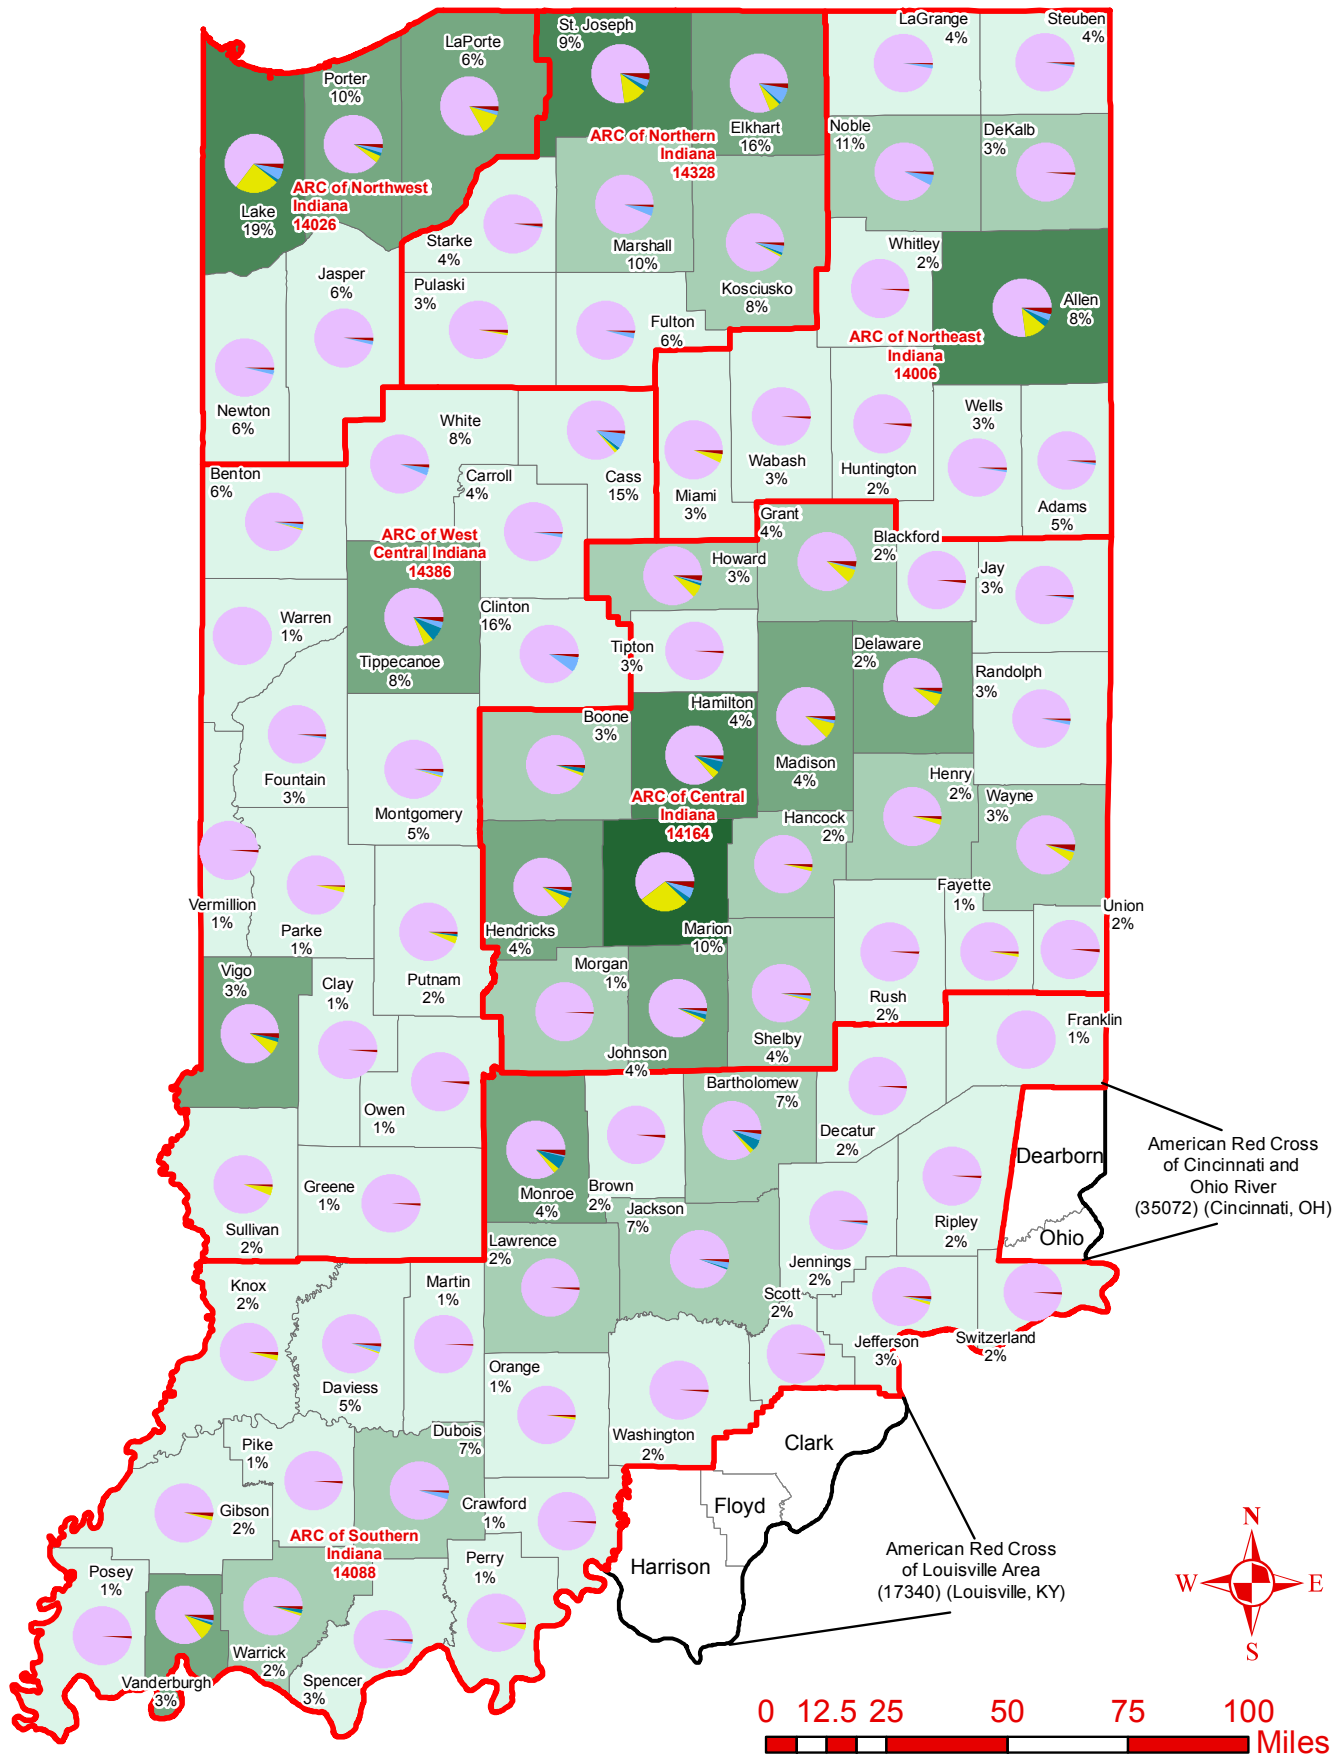 LaGrange
4%
Steuben
4%
St. Joseph
9%
LaPorte
6%
Porter
10%
Elkhart
16%
ARC of Northern
Indiana
14328
Noble
11%
DeKalb
3%
ARC of Northwest
Indiana
14026
Lake
19%
Starke
4%
Marshall
10%
Kosciusko
8%
Whitley
2%
Allen
8%
Jasper
6%
Pulaski
3%
Fulton
6%
ARC of Northeast
Indiana
14006
Newton
6%
White
8%
Cass
15%
Miami
3%
Wabash
3%
Huntington
2%
Wells
3%
Adams
5%
Benton
6%
Carroll
4%
ARC of West
Central Indiana
14386
Grant
4%
Blackford
2%
Howard
3%
Jay
3%
Warren
1%
Clinton
16%
Tippecanoe
8%
Tipton
3%
Delaware
2%
Randolph
3%
Hamilton
4%
Boone
3%
Madison
4%
Henry
2%
Wayne
3%
Fountain
3%
Montgomery
5%
ARC of Central
Indiana
14164
Hancock
2%
Vermillion
1%
Parke
1%
Hendricks
4%
Marion
10%
Fayette
1%
Union
2%
Putnam
2%
Vigo
3%
Clay
1%
Morgan
1%
Johnson
4%
Shelby
4%
Rush
2%
Franklin
1%
Owen
1%
Bartholomew
7%
Decatur
2%
Dearborn
American Red Cross
of Cincinnati and
Ohio River
(35072) (Cincinnati, OH)
Greene
1%
Sullivan
2%
Monroe
4%
Brown
2%
Jackson
7%
Ripley
2%
Ohio
Lawrence
2%
Jennings
2%
Knox
2%
Martin
1%
Scott
2%
Jefferson
3%
Switzerland
2%
Daviess
5%
Orange
1%
Washington
2%
Dubois
7%
Pike
1%
Clark
Gibson
2%
Crawford
1%
Floyd
ARC of Southern
Indiana
14088
Harrison
American Red Cross
of Louisville Area
(17340) (Louisville, KY)
N
W
E
S
Posey
1%
Perry
1%
Warrick
2%
Vanderburgh
3%
Spencer
3%
0 12.5 25 50 75 100
Miles